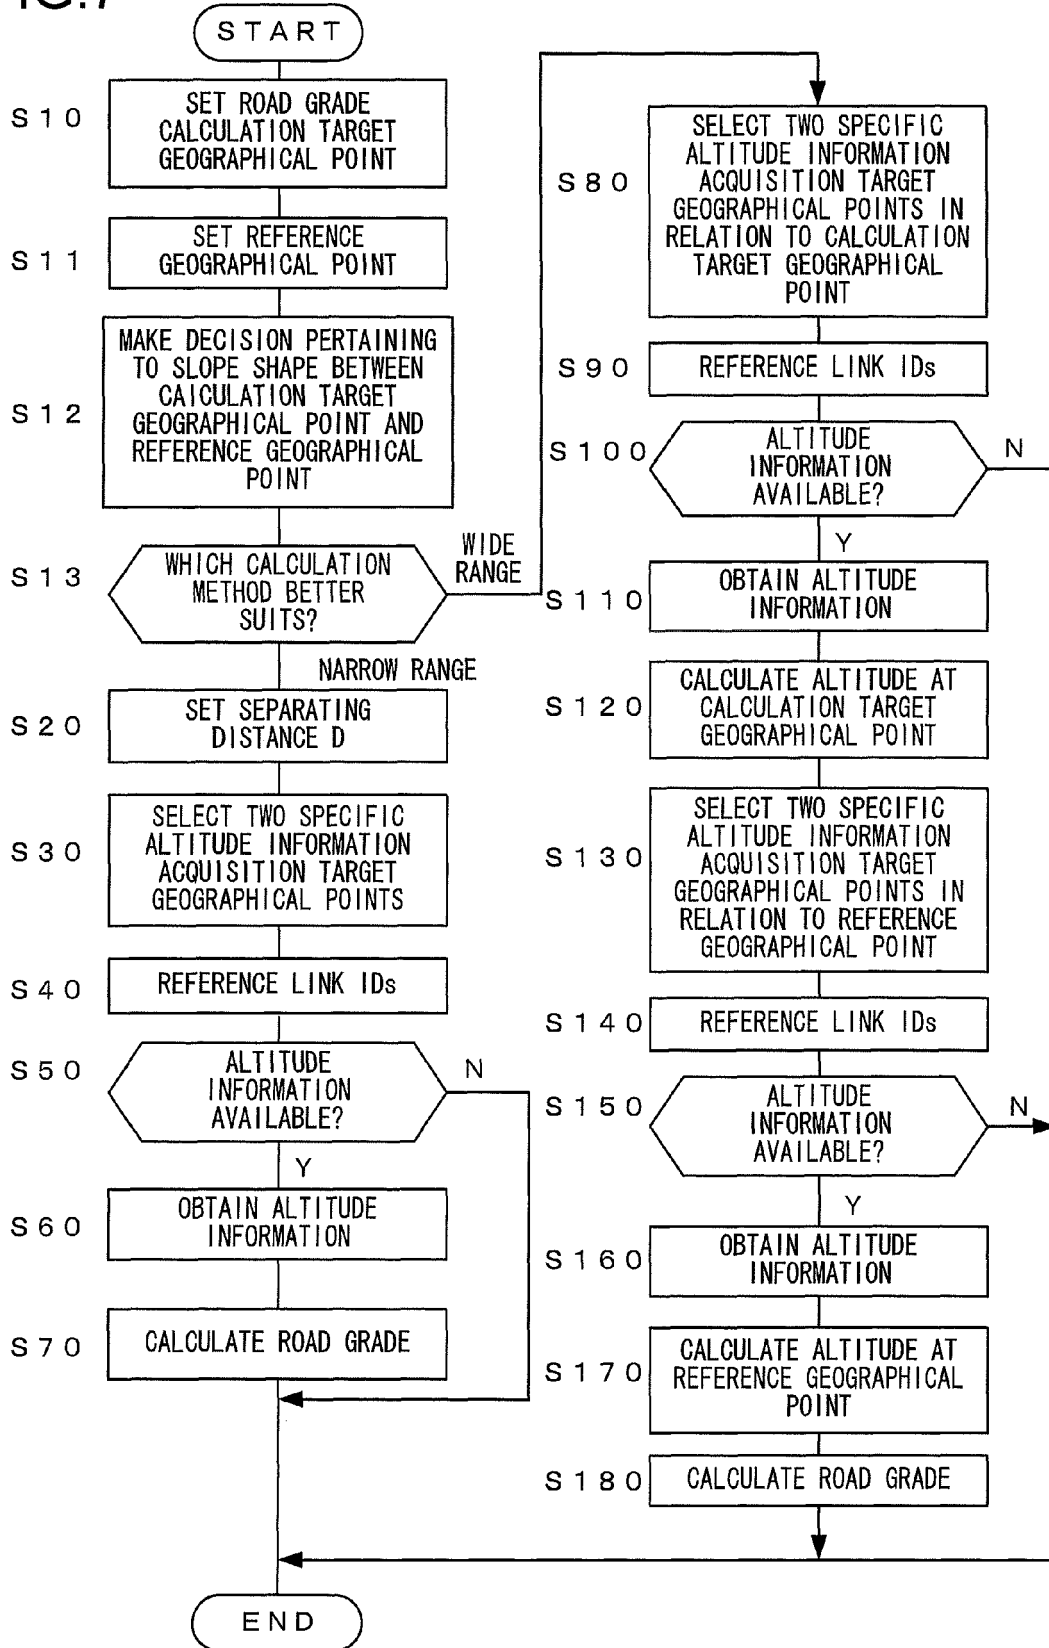 FIG.7
START
S10
SET ROAD GRADE
CALCULATION TARGET
GEOGRAPHICAL POINT
S11
SET REFERENCE
GEOGRAPHICAL POINT
S12
MAKE DECISION PERTAINING
TO SLOPE SHAPE BETWEEN
CAICULATION TARGET
GEOGRAPHICAL POINT AND
REFERENCE GEOGRAPHICAL
POINT
S13
WHICH CALCULATION
METHOD BETTER
SUITS?
WIDE
RANGE
NARROW RANGE
S20
SET SEPARATING
DISTANCE D
S30
SELECT TWO SPECIFIC
ALTITUDE INFORMATION
ACQUISITION TARGET
GEOGRAPHICAL POINTS
S40
REFERENCE LINK IDs
S50
ALTITUDE
INFORMATION
AVAILABLE?
N
Y
S60
OBTAIN ALTITUDE
INFORMATION
S70
CALCULATE ROAD GRADE
END
S80
SELECT TWO SPECIFIC
ALTITUDE INFORMATION
ACQUISITION TARGET
GEOGRAPHICAL POINTS IN
RELATION TO CALCULATION
TARGET GEOGRAPHICAL
POINT
S90
REFERENCE LINK IDs
S100
ALTITUDE
INFORMATION
AVAILABLE?
N
Y
S110
OBTAIN ALTITUDE
INFORMATION
S120
CALCULATE ALTITUDE AT
CALCULATION TARGET
GEOGRAPHICAL POINT
S130
SELECT TWO SPECIFIC
ALTITUDE INFORMATION
ACQUISITION TARGET
GEOGRAPHICAL POINTS IN
RELATION TO REFERENCE
GEOGRAPHICAL POINT
S140
REFERENCE LINK IDs
S150
ALTITUDE
INFORMATION
AVAILABLE?
N
Y
S160
OBTAIN ALTITUDE
INFORMATION
S170
CALCULATE ALTITUDE AT
REFERENCE GEOGRAPHICAL
POINT
S180
CALCULATE ROAD GRADE